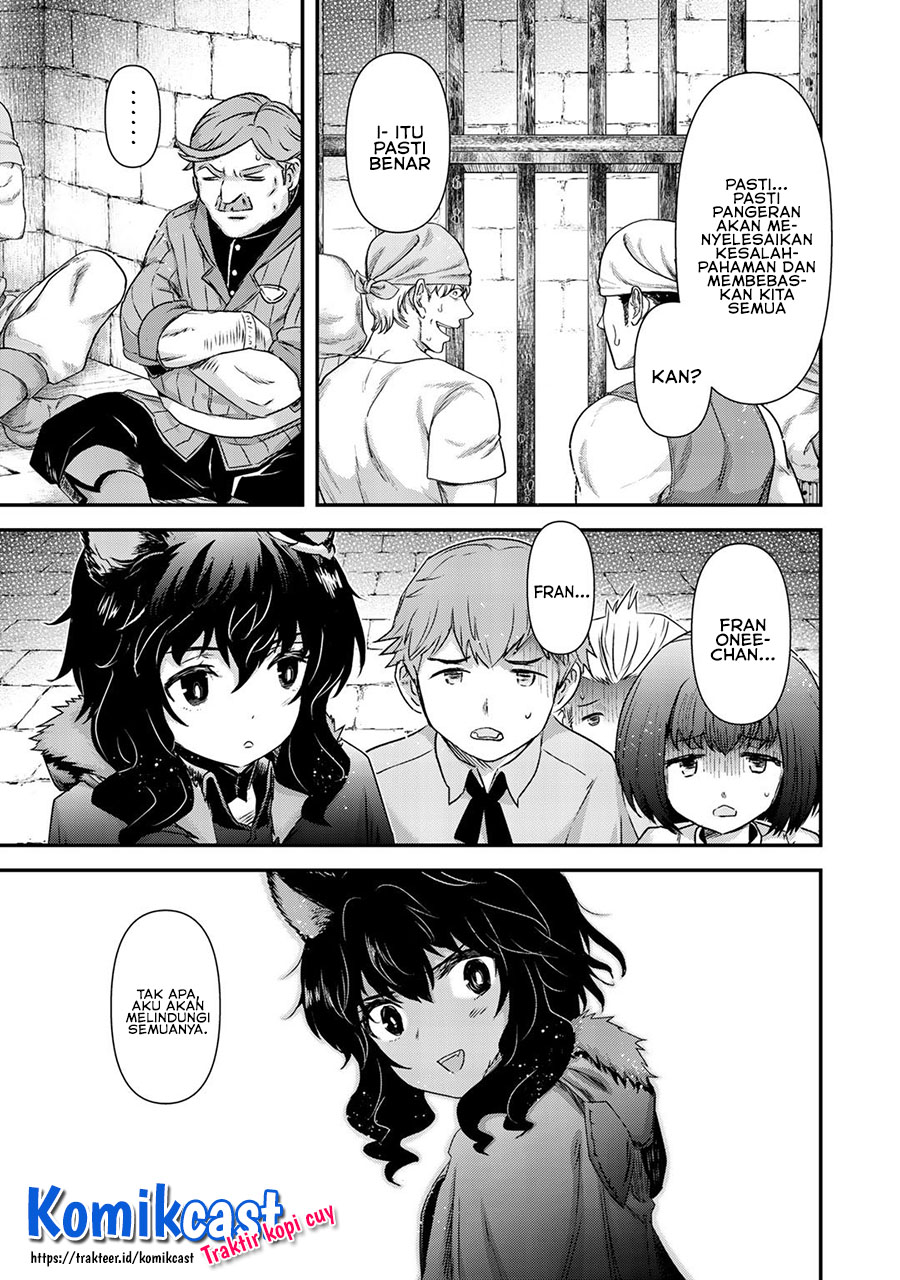 PASTI...
PASTI
PANGERAN
AKAN ME-
NYELESAIKAN
KESALAH-
PAHAMAN DAN
MEMBEBAS-
KAN KITA
SEMUA
KAN?
I- ITU
PASTI
BENAR
......
FRAN
ONEE-
CHAN...
FRAN...
TAK APA,
AKU AKAN
MELINDUNGI
SEMUANYA.
Komikcast
Traktir kopi cuy
https://trakteer.id/komikcast